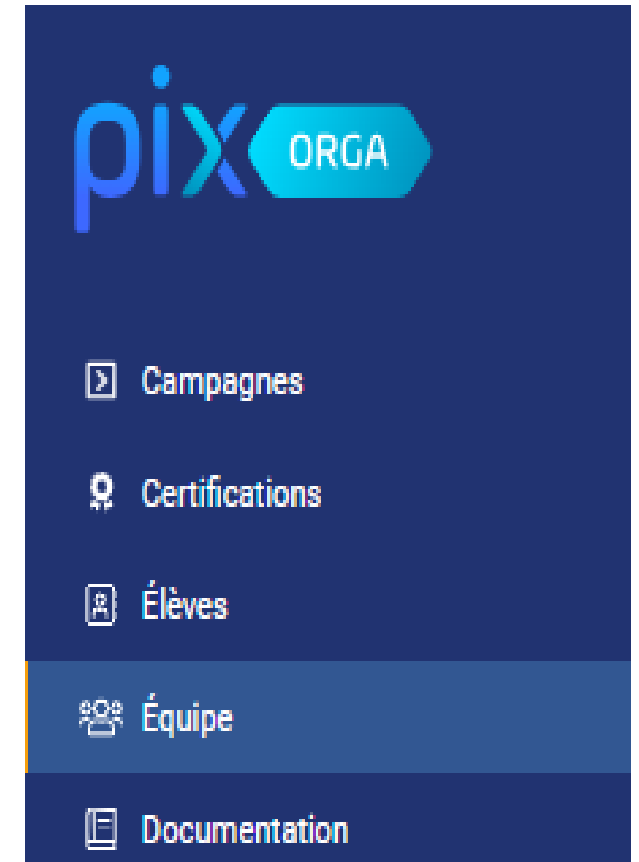 pix ORGA
Campagnes
Certifications
Élèves
Équipe
Documentation